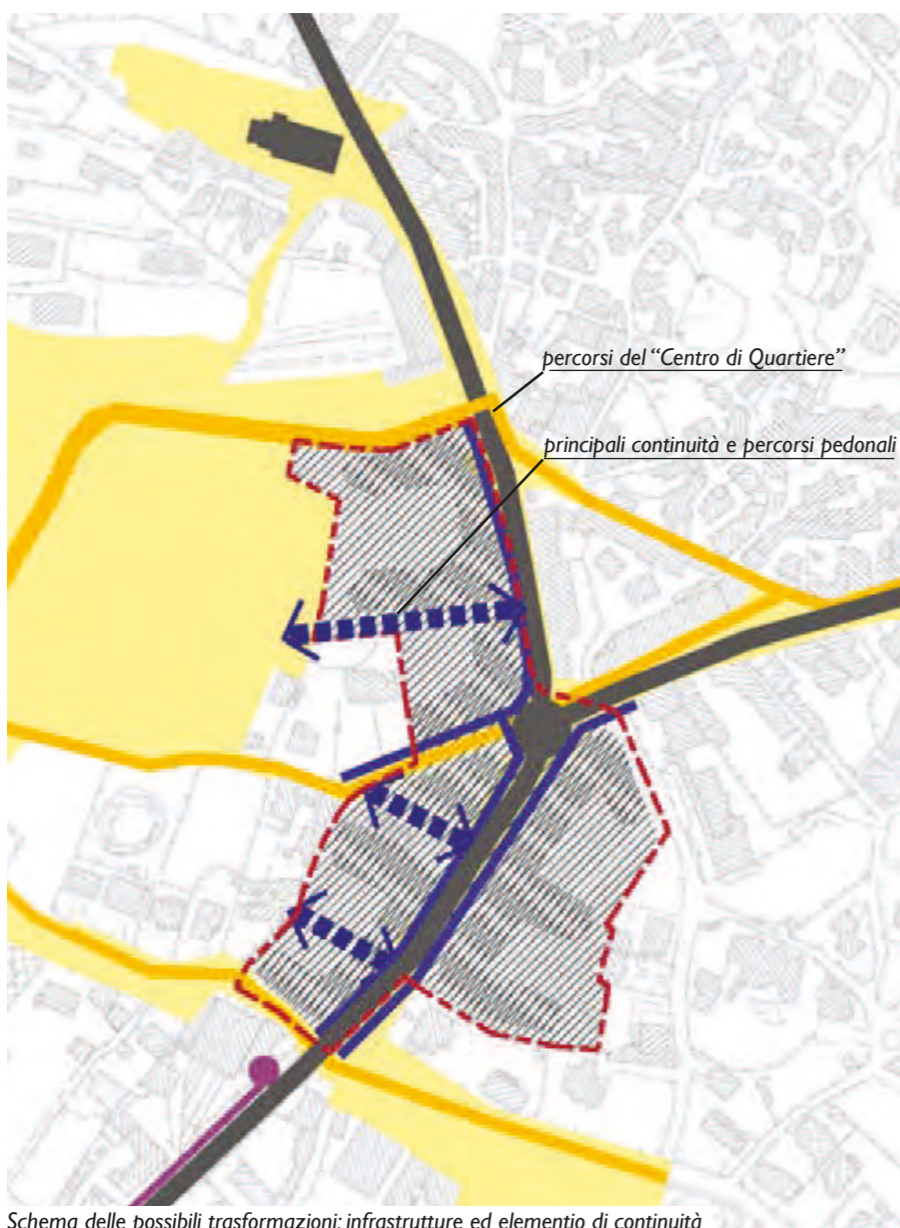 percorsi del “Centro di Quartiere”
principali continuità e percorsi pedonali
Schema delle possibili trasformazioni: infrastrutture ed elementio di continuità